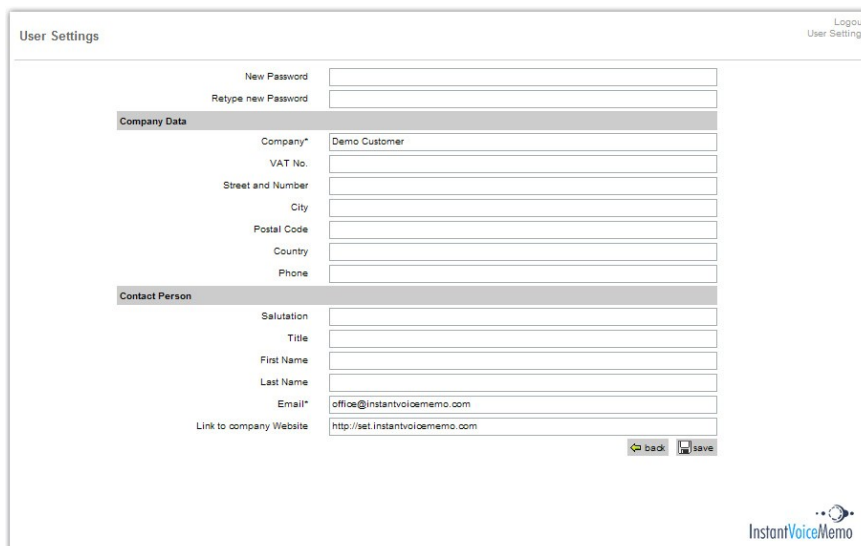 Logou
User Settings
User Setting
New Password
Retype new Password
Company Data
Company* Demo Customer
VAT No.
Street and Number
City
Postal Code
Country
Phone
Contact Person
Salutation
Title
First Name
Last Name
Email* office@instantvoicememo.com
Link to company Website http://set.instantvoicememo.com
back save
InstantVoiceMemo